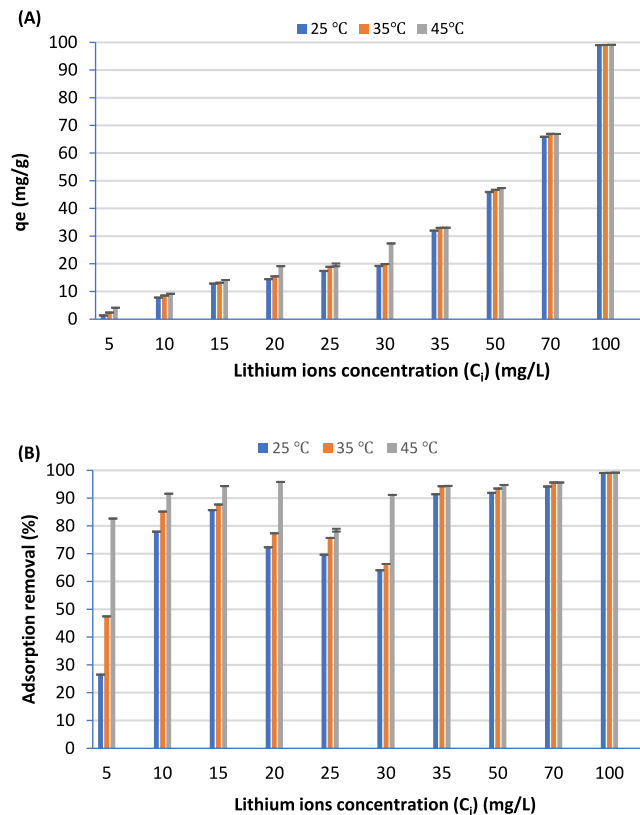 (A)
25 °C 35°C 45°C
100
90
80
70
60
50
40
30
20
10
0
qe (mg/g)
5 10 15 20 25 30 35 50 70 100
Lithium ions concentration (Ci) (mg/L)
(B)
25 °C 35 °C 45 °C
100
90
80
70
60
50
40
30
20
10
0
Adsorption removal (%)
5 10 15 20 25 30 35 50 70 100
Lithium ions concentration (Ci) (mg/L)